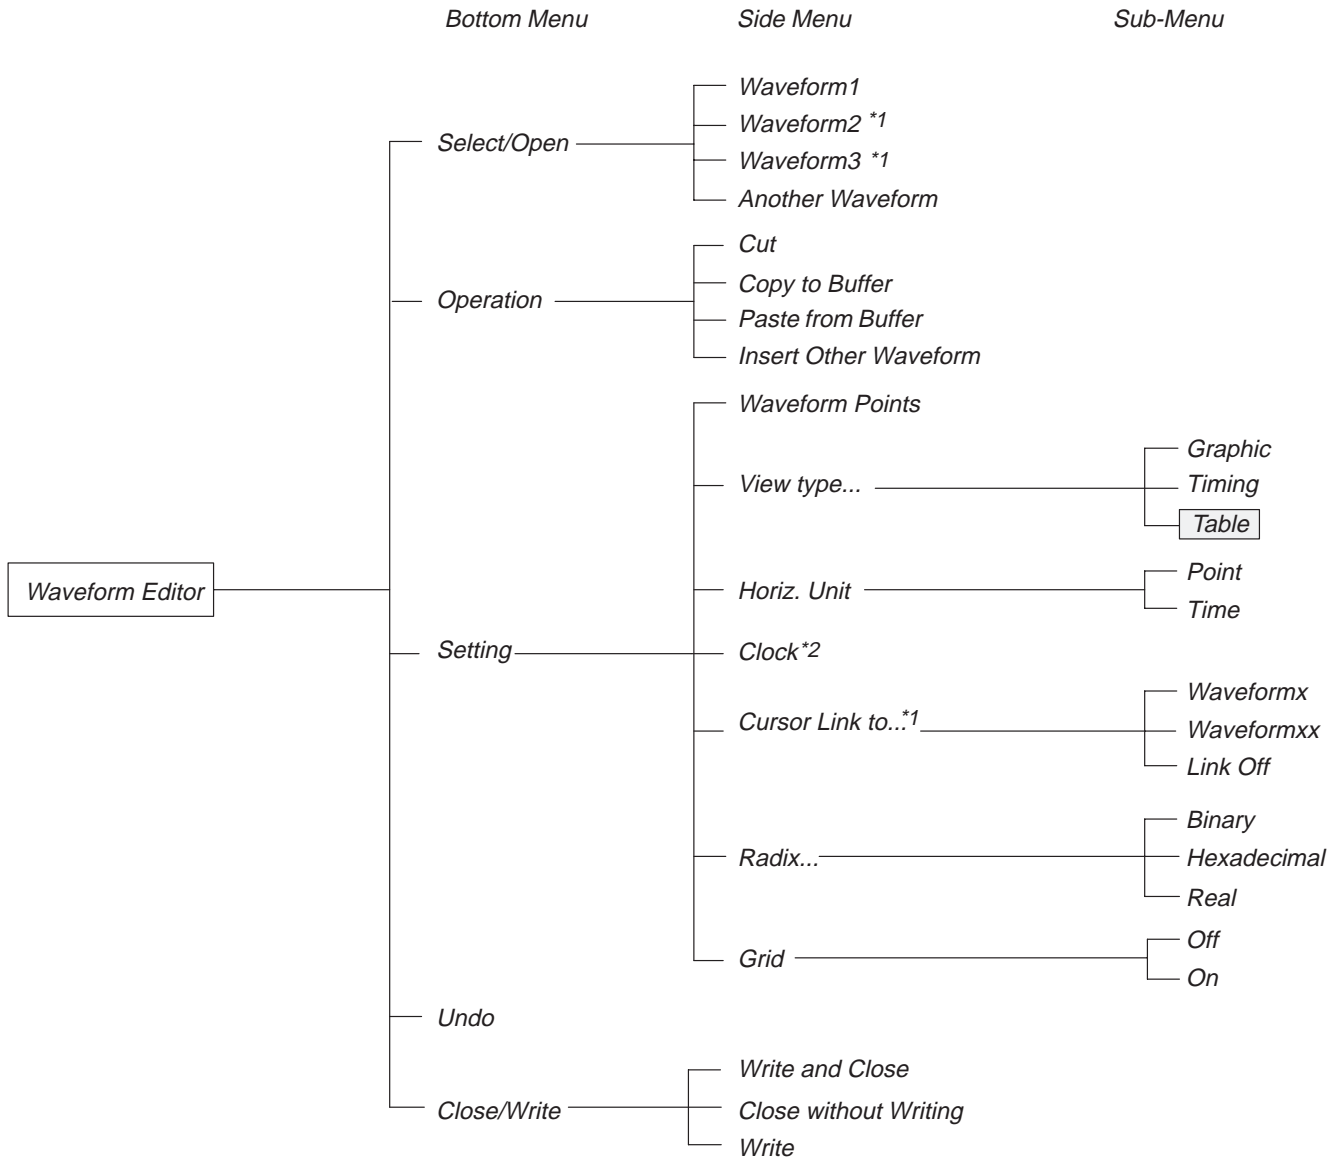 Bottom Menu
Side Menu
Sub-Menu
Waveform Editor
Select/Open
Waveform1
Waveform2 *1
Waveform3 *1
Another Waveform
Operation
Cut
Copy to Buffer
Paste from Buffer
Insert Other Waveform
Setting
Waveform Points
View type...
Graphic
Timing
Table
Horiz. Unit
Point
Time
Clock*2
Cursor Link to...*1
Waveformx
Waveformxx
Link Off
Radix...
Binary
Hexadecimal
Real
Grid
Off
On
Undo
Close/Write
Write and Close
Close without Writing
Write